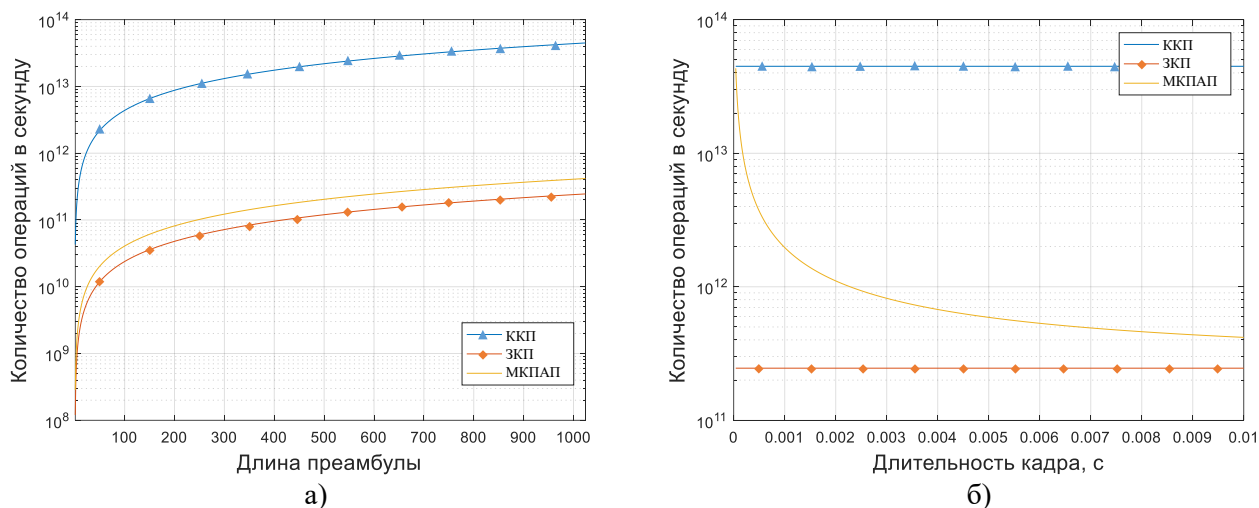 Количество операций в секунду
10^14
10^13
10^12
10^11
10^10
10^9
10^8
100 200 300 400 500 600 700 800 900 1000
Длина преамбулы
ККП
ЗКП
МКПАП
а)
Количество операций в секунду
10^14
10^13
10^12
10^11
0 0.001 0.002 0.003 0.004 0.005 0.006 0.007 0.008 0.009 0.01
Длительность кадра, с
ККП
ЗКП
МКПАП
б)